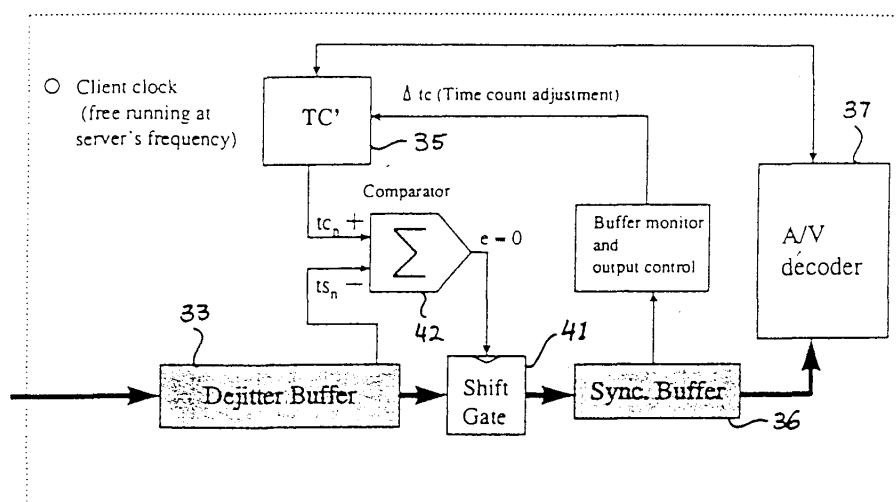 Client clock
(free running at
server's frequency)
TC'
35
Δ tc (Time count adjustment)
37
Comparator
tcn +
e = 0
Σ
tsn −
42
Buffer monitor
and
output control
A/V
décoder
33
41
Dejitter Buffer
Shift
Gate
Sync. Buffer
36